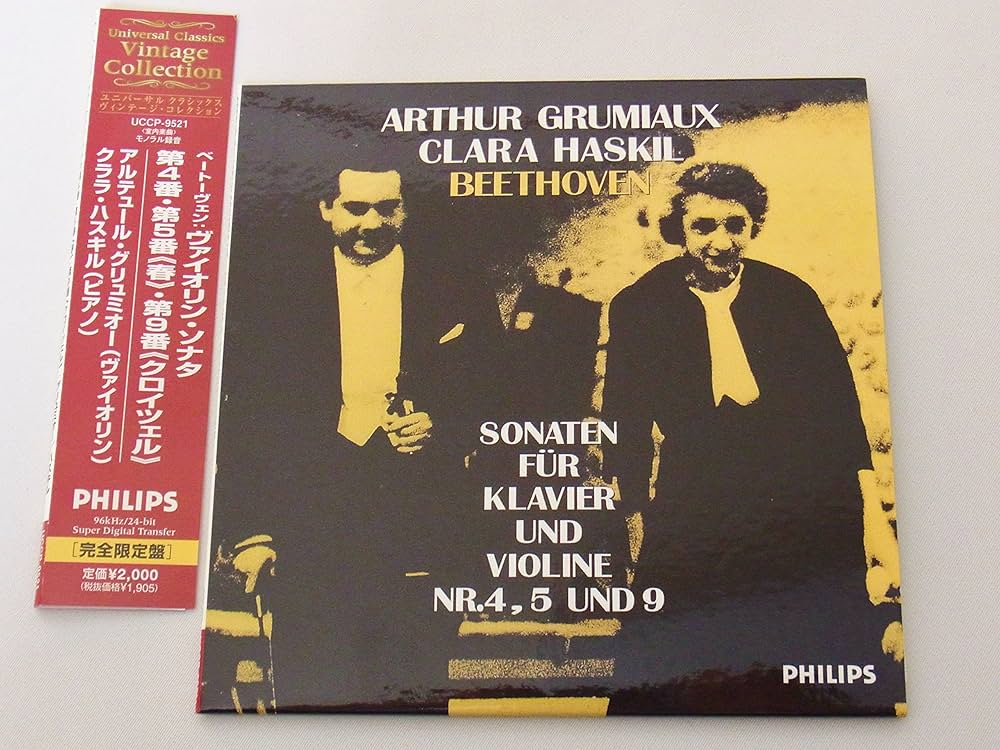 Universal Classics
Vintage
Collection
ユニバーサル クラシックス
ヴィンテージ・コレクション
UCCP-9521
〈室内楽曲〉
モノラル録音
ベートーヴェン:ヴァイオリン・ソナタ
第4番・第5番《春》・第9番《クロイツェル》
アルテュール・グリュミオー(ヴァイオリン)
クララ・ハスキル(ピアノ)
PHILIPS
96kHz/24-bit
Super Digital Transfer
[完全限定盤]
定価¥2,000
(税抜価格¥1,905)
ARTHUR GRUMIAUX
CLARA HASKIL
BEETHOVEN
SONATEN
FÜR
KLAVIER
UND
VIOLINE
NR.4, 5 UND 9
PHILIPS